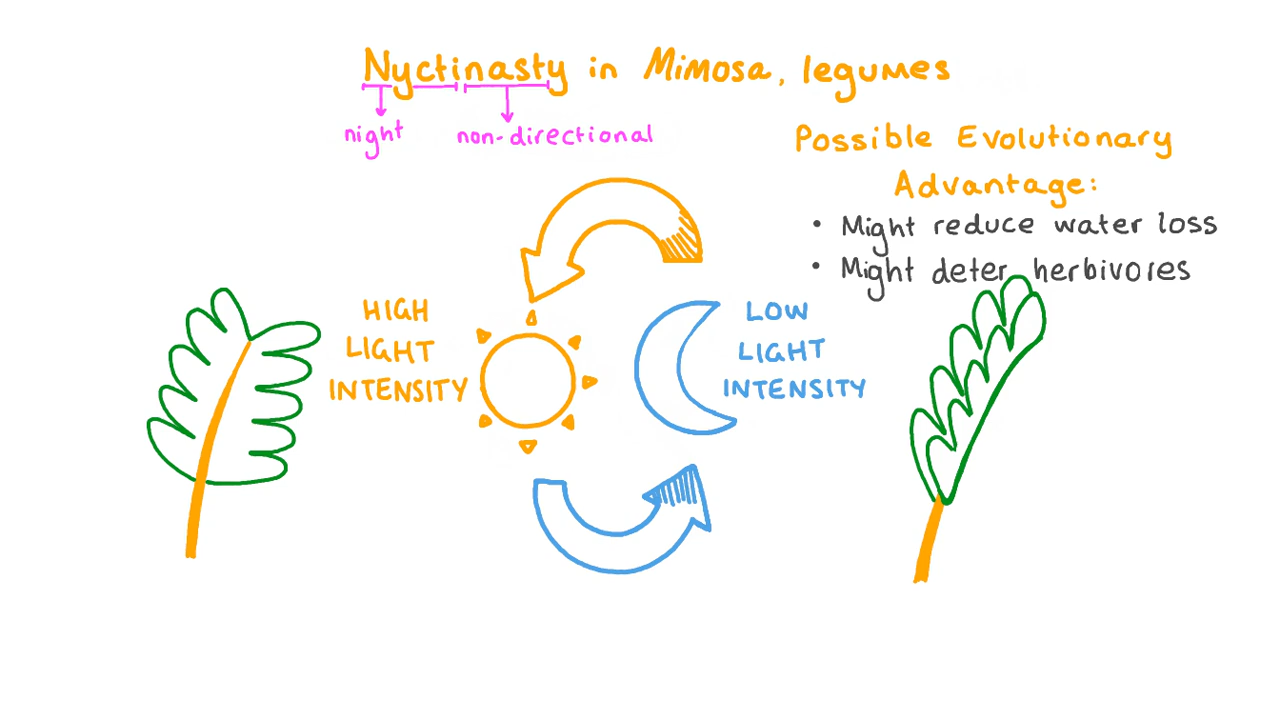 Nyctinasty in Mimosa, legumes
night non-directional
Possible Evolutionary
Advantage:
• Might reduce water loss
• Might deter herbivores
HIGH
LIGHT
INTENSITY
LOW
LIGHT
INTENSITY